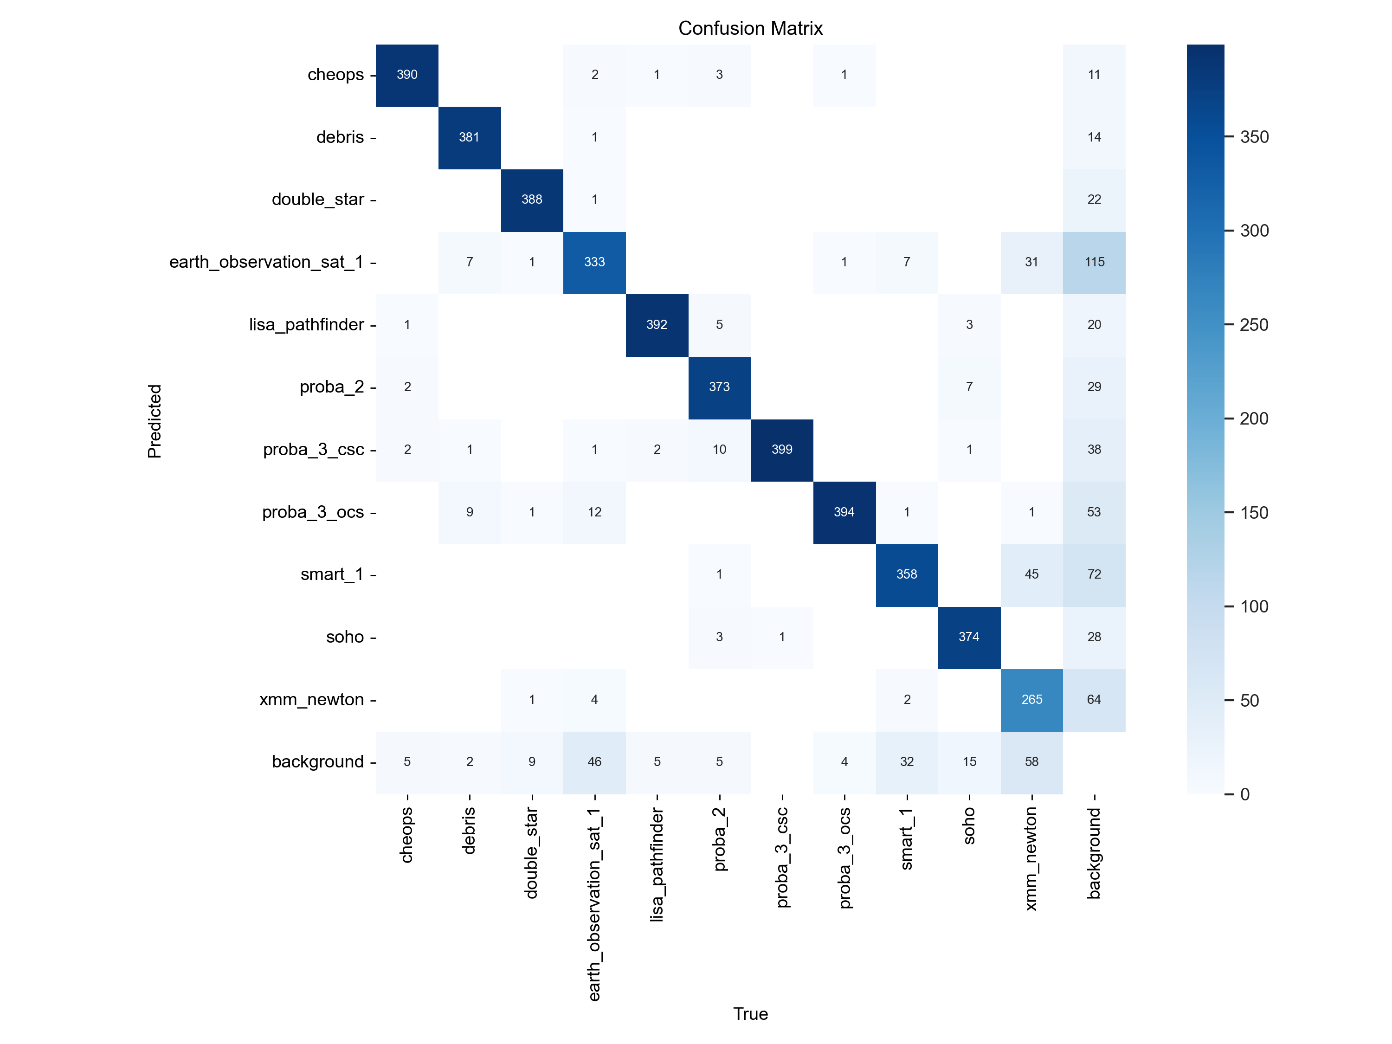 Confusion Matrix
cheops 390 2 1 3 1 11
debris 381 1 14
double_star 388 1 22
earth_observation_sat_1 7 1 333 1 7 31 115
lisa_pathfinder 1 392 5 3 20
proba_2 2 373 7 29
proba_3_csc 2 1 1 2 10 399 1 38
proba_3_ocs 9 1 12 394 1 1 53
smart_1 1 358 45 72
soho 3 1 374 28
xmm_newton 1 4 2 265 64
background 5 2 9 46 5 5 4 32 15 58
Predicted
cheops
debris
double_star
earth_observation_sat_1
lisa_pathfinder
proba_2
proba_3_csc
proba_3_ocs
smart_1
soho
xmm_newton
background
True
350
300
250
200
150
100
50
0